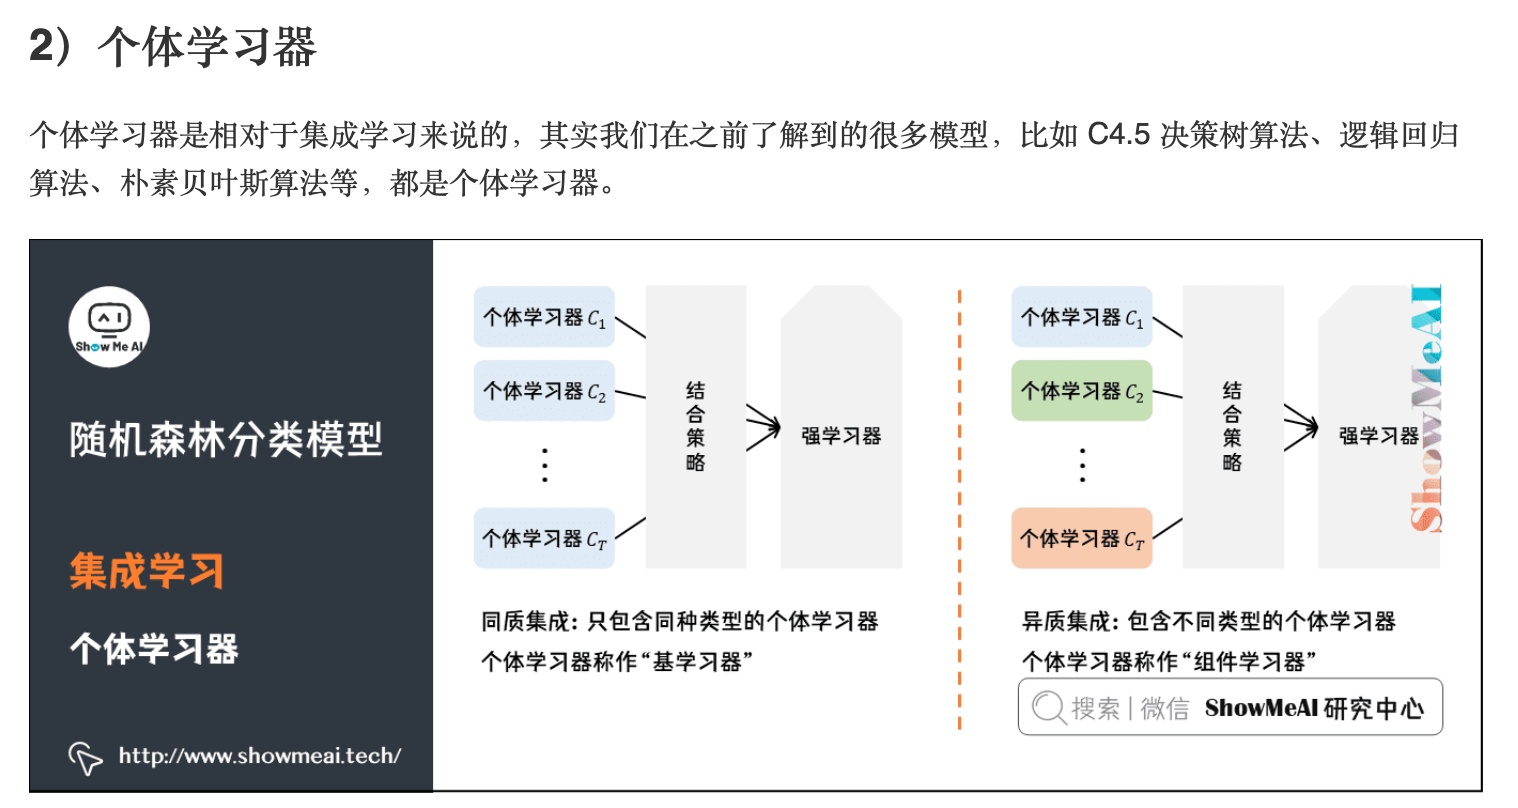 2）个体学习器
个体学习器是相对于集成学习来说的，其实我们在之前了解到的很多模型，比如 C4.5 决策树算法、逻辑回归
算法、朴素贝叶斯算法等，都是个体学习器。
Show Me AI
随机森林分类模型
集成学习
个体学习器
http://www.showmeai.tech/
个体学习器 C1
个体学习器 C2
⋮
个体学习器 CT
结合策略
强学习器
同质集成: 只包含同种类型的个体学习器
个体学习器称作“基学习器”
个体学习器 C1
个体学习器 C2
⋮
个体学习器 CT
结合策略
强学习器
ShowMeAI
异质集成: 包含不同类型的个体学习器
个体学习器称作“组件学习器”
搜索 | 微信 ShowMeAI 研究中心